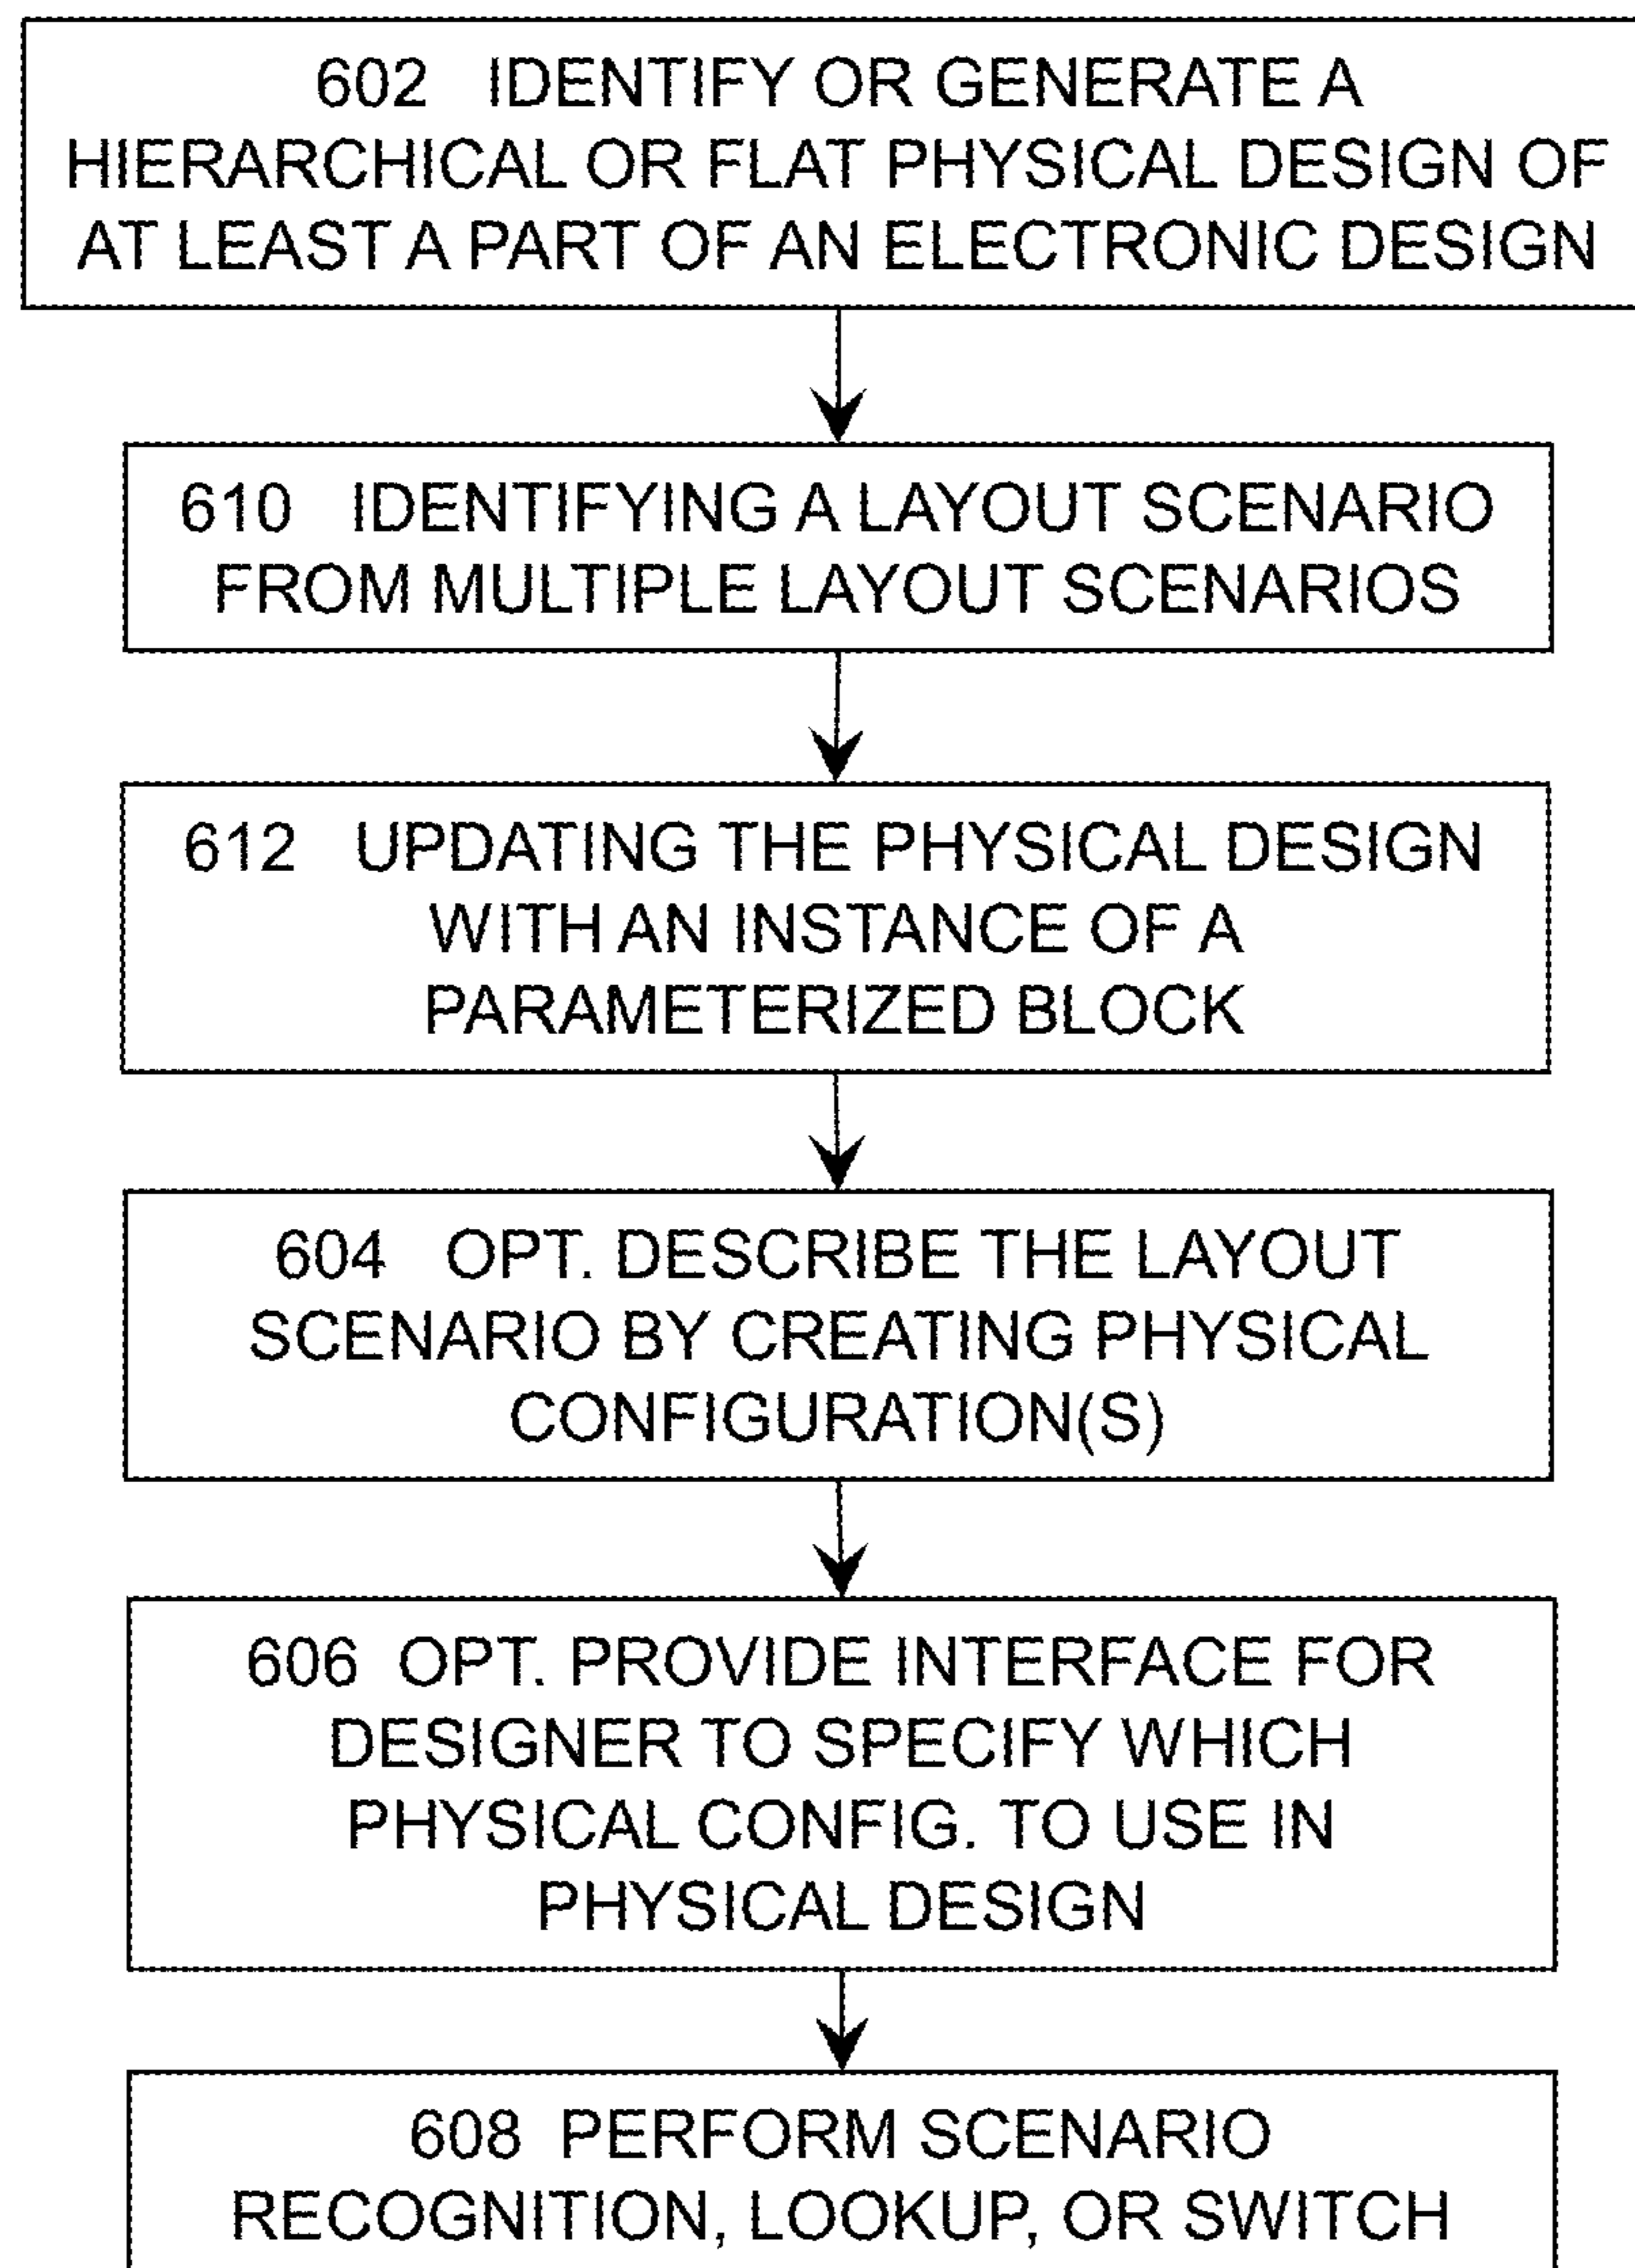 602 IDENTIFY OR GENERATE A
HIERARCHICAL OR FLAT PHYSICAL DESIGN OF
AT LEAST A PART OF AN ELECTRONIC DESIGN
610 IDENTIFYING A LAYOUT SCENARIO
FROM MULTIPLE LAYOUT SCENARIOS
612 UPDATING THE PHYSICAL DESIGN
WITH AN INSTANCE OF A
PARAMETERIZED BLOCK
604 OPT. DESCRIBE THE LAYOUT
SCENARIO BY CREATING PHYSICAL
CONFIGURATION(S)
606 OPT. PROVIDE INTERFACE FOR
DESIGNER TO SPECIFY WHICH
PHYSICAL CONFIG. TO USE IN
PHYSICAL DESIGN
608 PERFORM SCENARIO
RECOGNITION, LOOKUP, OR SWITCH